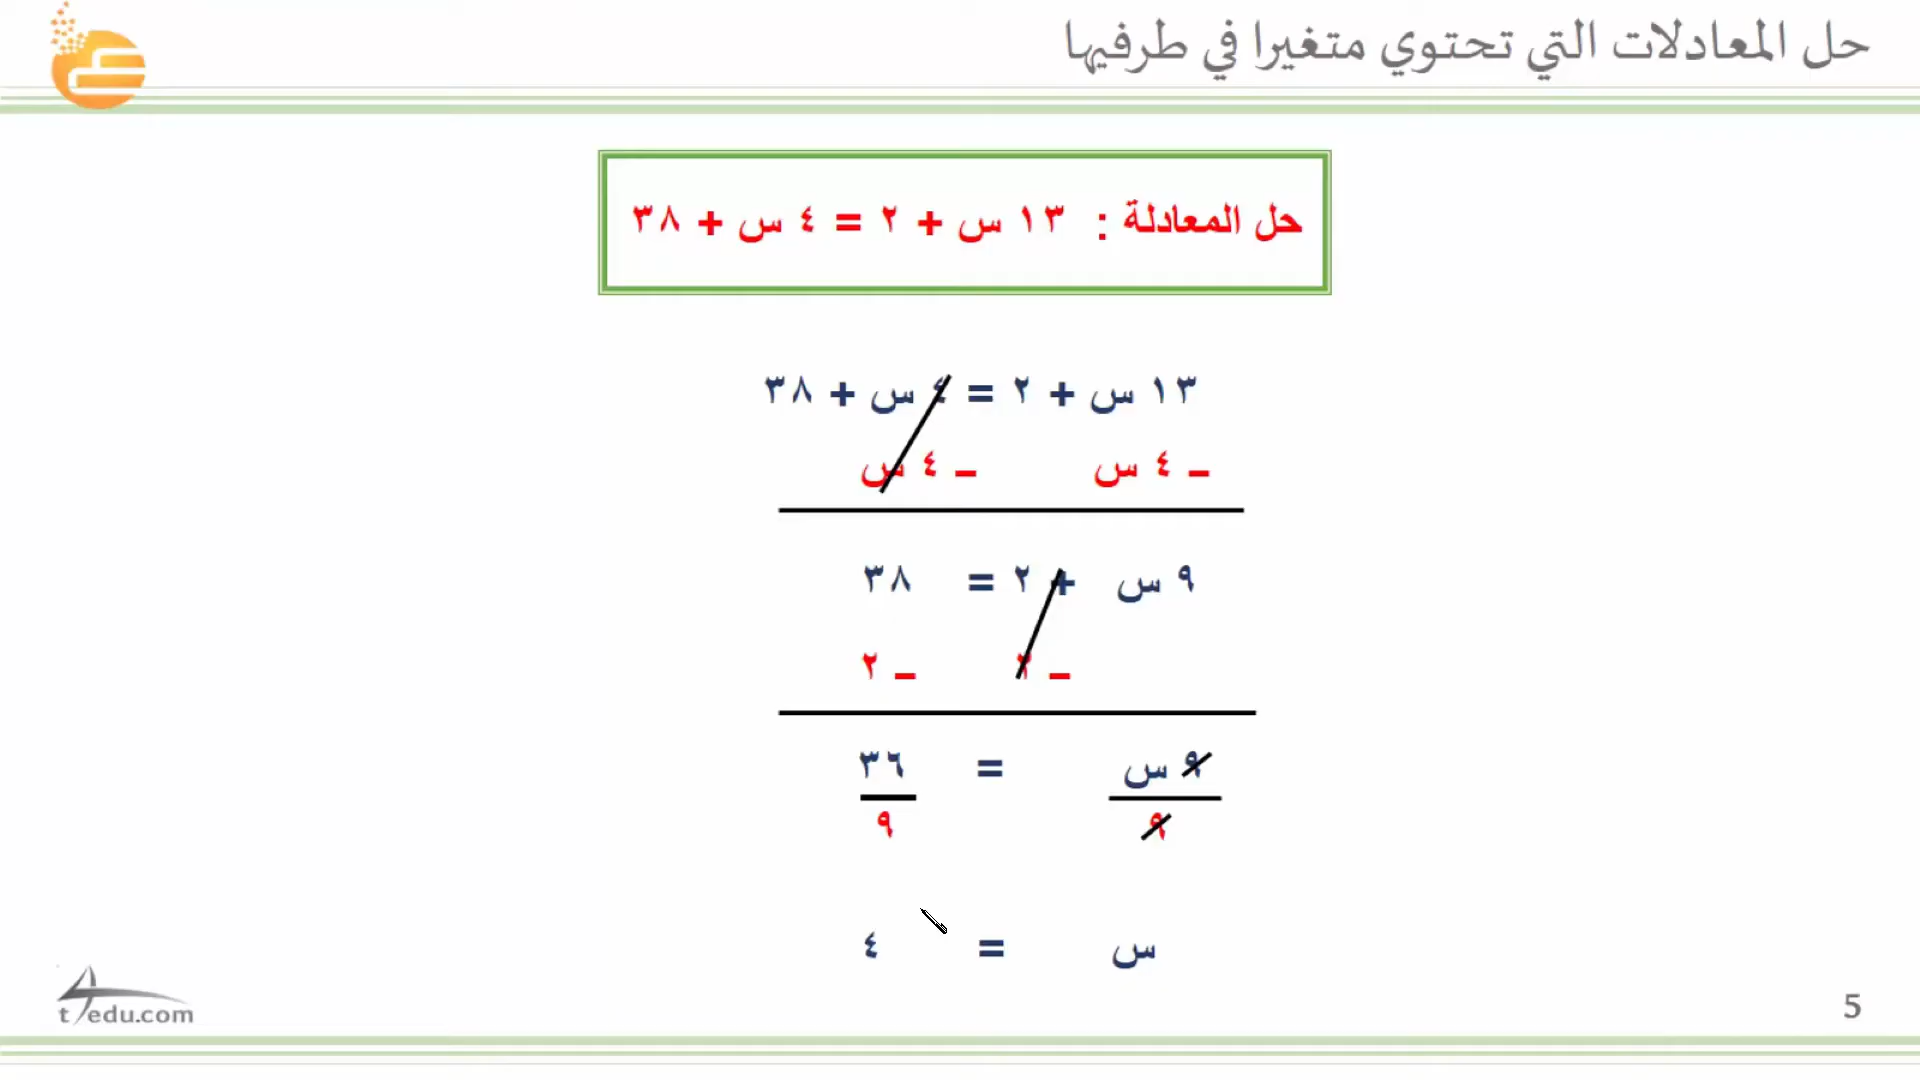 حل المعادلات التي تحتوي متغيرا في طرفيها
حل المعادلة : ١٣ س + ٢ = ٤ س + ٣٨
١٣ س + ٢ = ٤ س + ٣٨
– ٤ س – ٤ س
٩ س + ٢ = ٣٨
– ٢ – ٢
٩ س = ٣٦
٩ ٩
س = ٤
t4edu.com
5